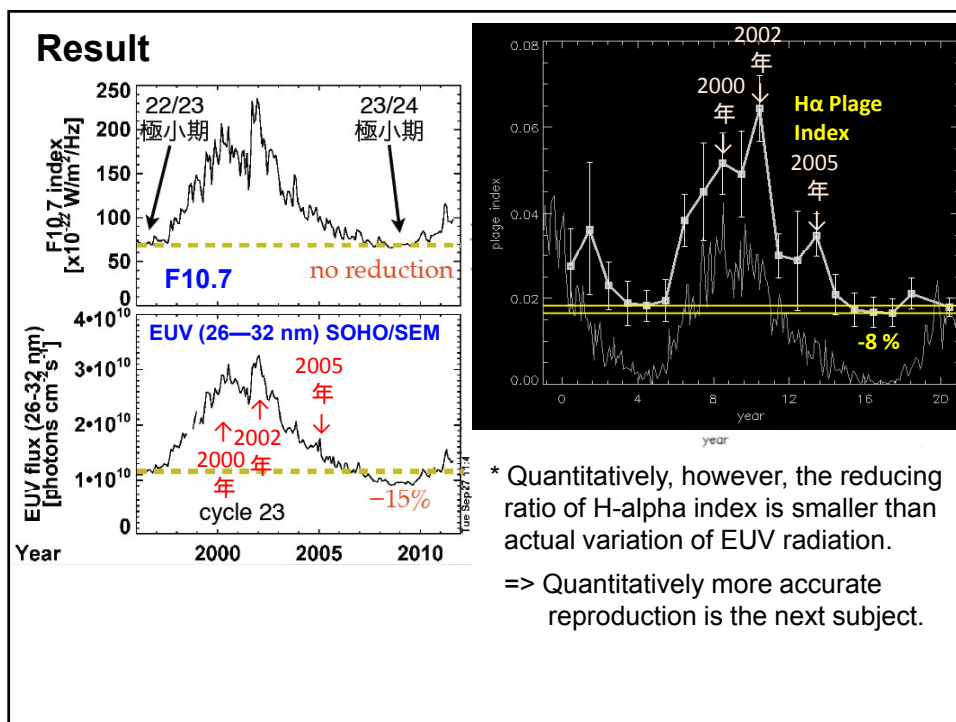 Result
250
200
150
100
50
0
F10.7 index
[x10⁻²² W/m²/Hz]
22/23
極小期
23/24
極小期
no reduction
F10.7
4•10¹⁰
3•10¹⁰
2•10¹⁰
1•10¹⁰
0
EUV flux (26-32 nm)
[photons cm⁻²s⁻¹]
EUV (26—32 nm) SOHO/SEM
2005
年
↓
↑
2000
年
↑
2002
年
−15%
cycle 23
Tue Sep27 11:4
Year
2000
2005
2010
0.08
0.06
0.04
0.02
0.00
plage index
2002
年
↓
2000
年
↓
Hα Plage
Index
2005
年
↓
-8 %
0
4
8
12
16
20
year
year
* Quantitatively, however, the reducing
ratio of H-alpha index is smaller than
actual variation of EUV radiation.
=> Quantitatively more accurate
reproduction is the next subject.